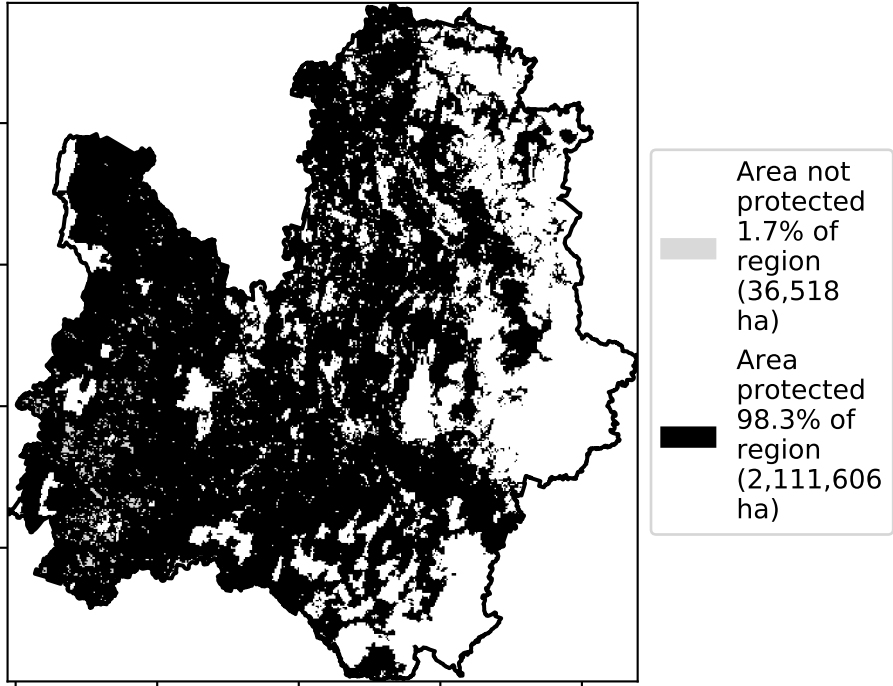 Area not
protected
1.7% of
region
(36,518
ha)
Area
protected
98.3% of
region
(2,111,606
ha)